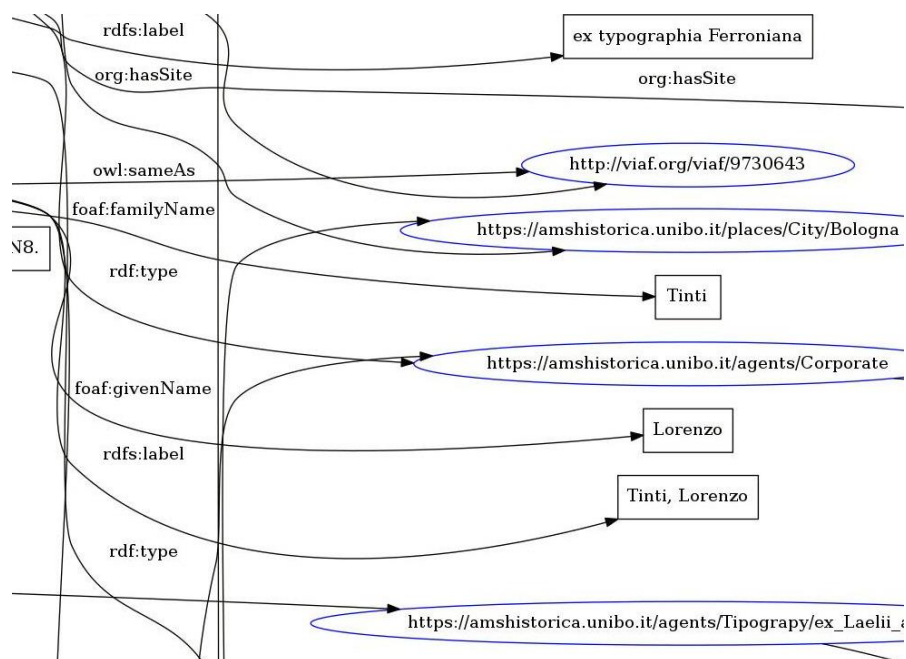 rdfs:label
ex typographia Ferroniana
org:hasSite
org:hasSite
http://viaf.org/viaf/9730643
owl:sameAs
foaf:familyName
https://amshistorica.unibo.it/places/City/Bologna
N8.
rdf:type
Tinti
https://amshistorica.unibo.it/agents/Corporate
foaf:givenName
Lorenzo
rdfs:label
Tinti, Lorenzo
rdf:type
https://amshistorica.unibo.it/agents/Tipograpy/ex_Laelii_a